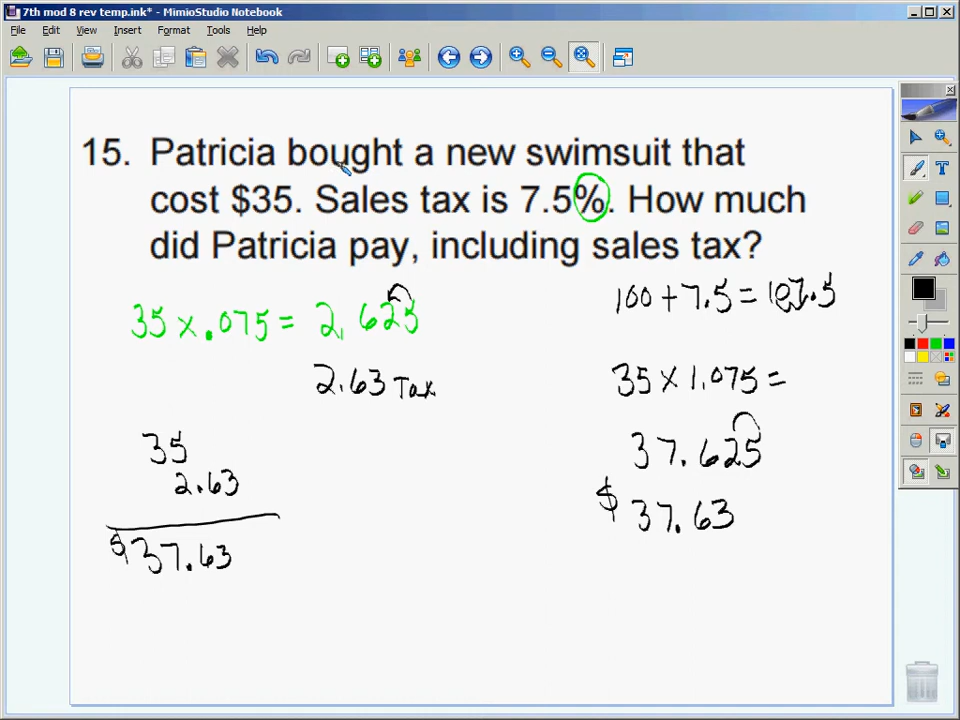 7th mod 8 rev temp.ink* - MimioStudio Notebook
File Edit View Insert Format Tools Help
15. Patricia bought a new swimsuit that
cost $35. Sales tax is 7.5%. How much
did Patricia pay, including sales tax?
35 x .075 = 2.625
2.63 Tax
35
2.63
$37.63
100 + 7.5 = 107.5
35 x 1.075 =
37.625
$37.63
T